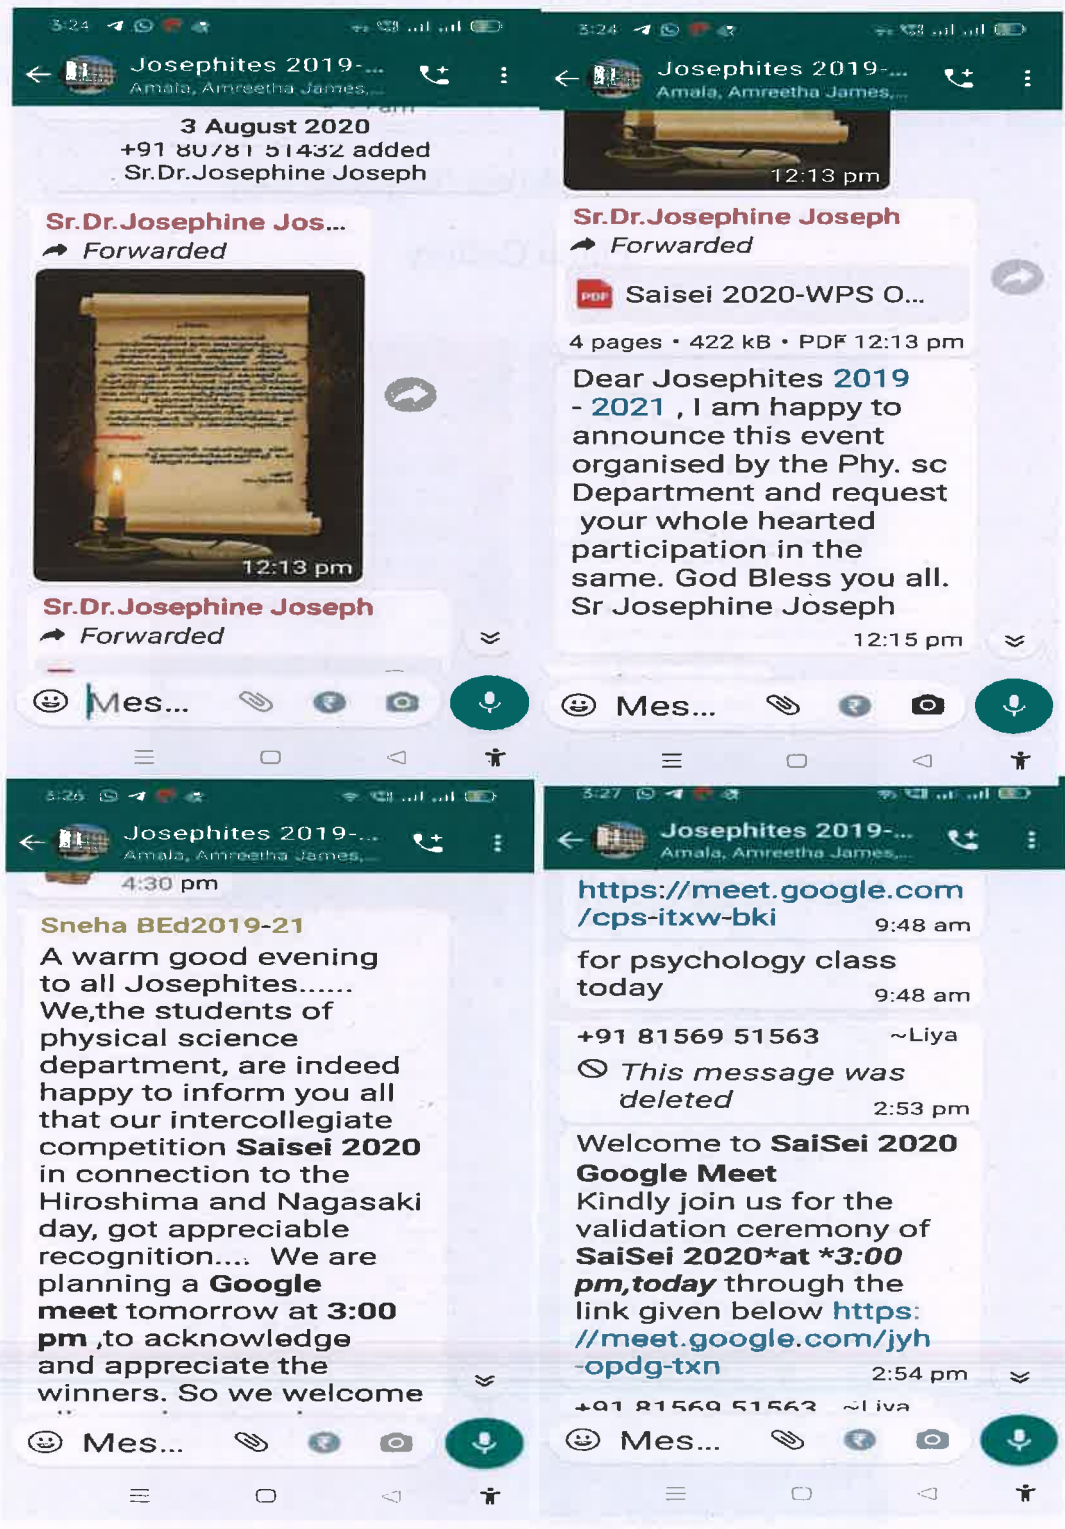 3:24
Josephites 2019-...
Amala, Amreetha James,...
3 August 2020
+91 80781 51432 added
Sr.Dr.Josephine Joseph
Sr.Dr.Josephine Jos...
Forwarded
12:13 pm
Sr.Dr.Josephine Joseph
Forwarded
Mes...
3:24
Josephites 2019-...
Amala, Amreetha James,...
12:13 pm
Sr.Dr.Josephine Joseph
Forwarded
PDF Saisei 2020-WPS O...
4 pages • 422 kB • PDF 12:13 pm
Dear Josephites 2019
- 2021 , I am happy to
announce this event
organised by the Phy. sc
Department and request
your whole hearted
participation in the
same. God Bless you all.
Sr Josephine Joseph
12:15 pm
Mes...
3:26
Josephites 2019-...
Amala, Amreetha James,...
4:30 pm
Sneha BEd2019-21
A warm good evening
to all Josephites......
We,the students of
physical science
department, are indeed
happy to inform you all
that our intercollegiate
competition Saisei 2020
in connection to the
Hiroshima and Nagasaki
day, got appreciable
recognition.... We are
planning a Google
meet tomorrow at 3:00
pm ,to acknowledge
and appreciate the
winners. So we welcome
Mes...
3:27
Josephites 2019-...
Amala, Amreetha James,...
https://meet.google.com
/cps-itxw-bki 9:48 am
for psychology class
today 9:48 am
+91 81569 51563 ~Liya
This message was
deleted 2:53 pm
Welcome to SaiSei 2020
Google Meet
Kindly join us for the
validation ceremony of
SaiSei 2020*at *3:00
pm,today through the
link given below https:
//meet.google.com/jyh
-opdg-txn 2:54 pm
+91 81569 51563 ~Liya
Mes...